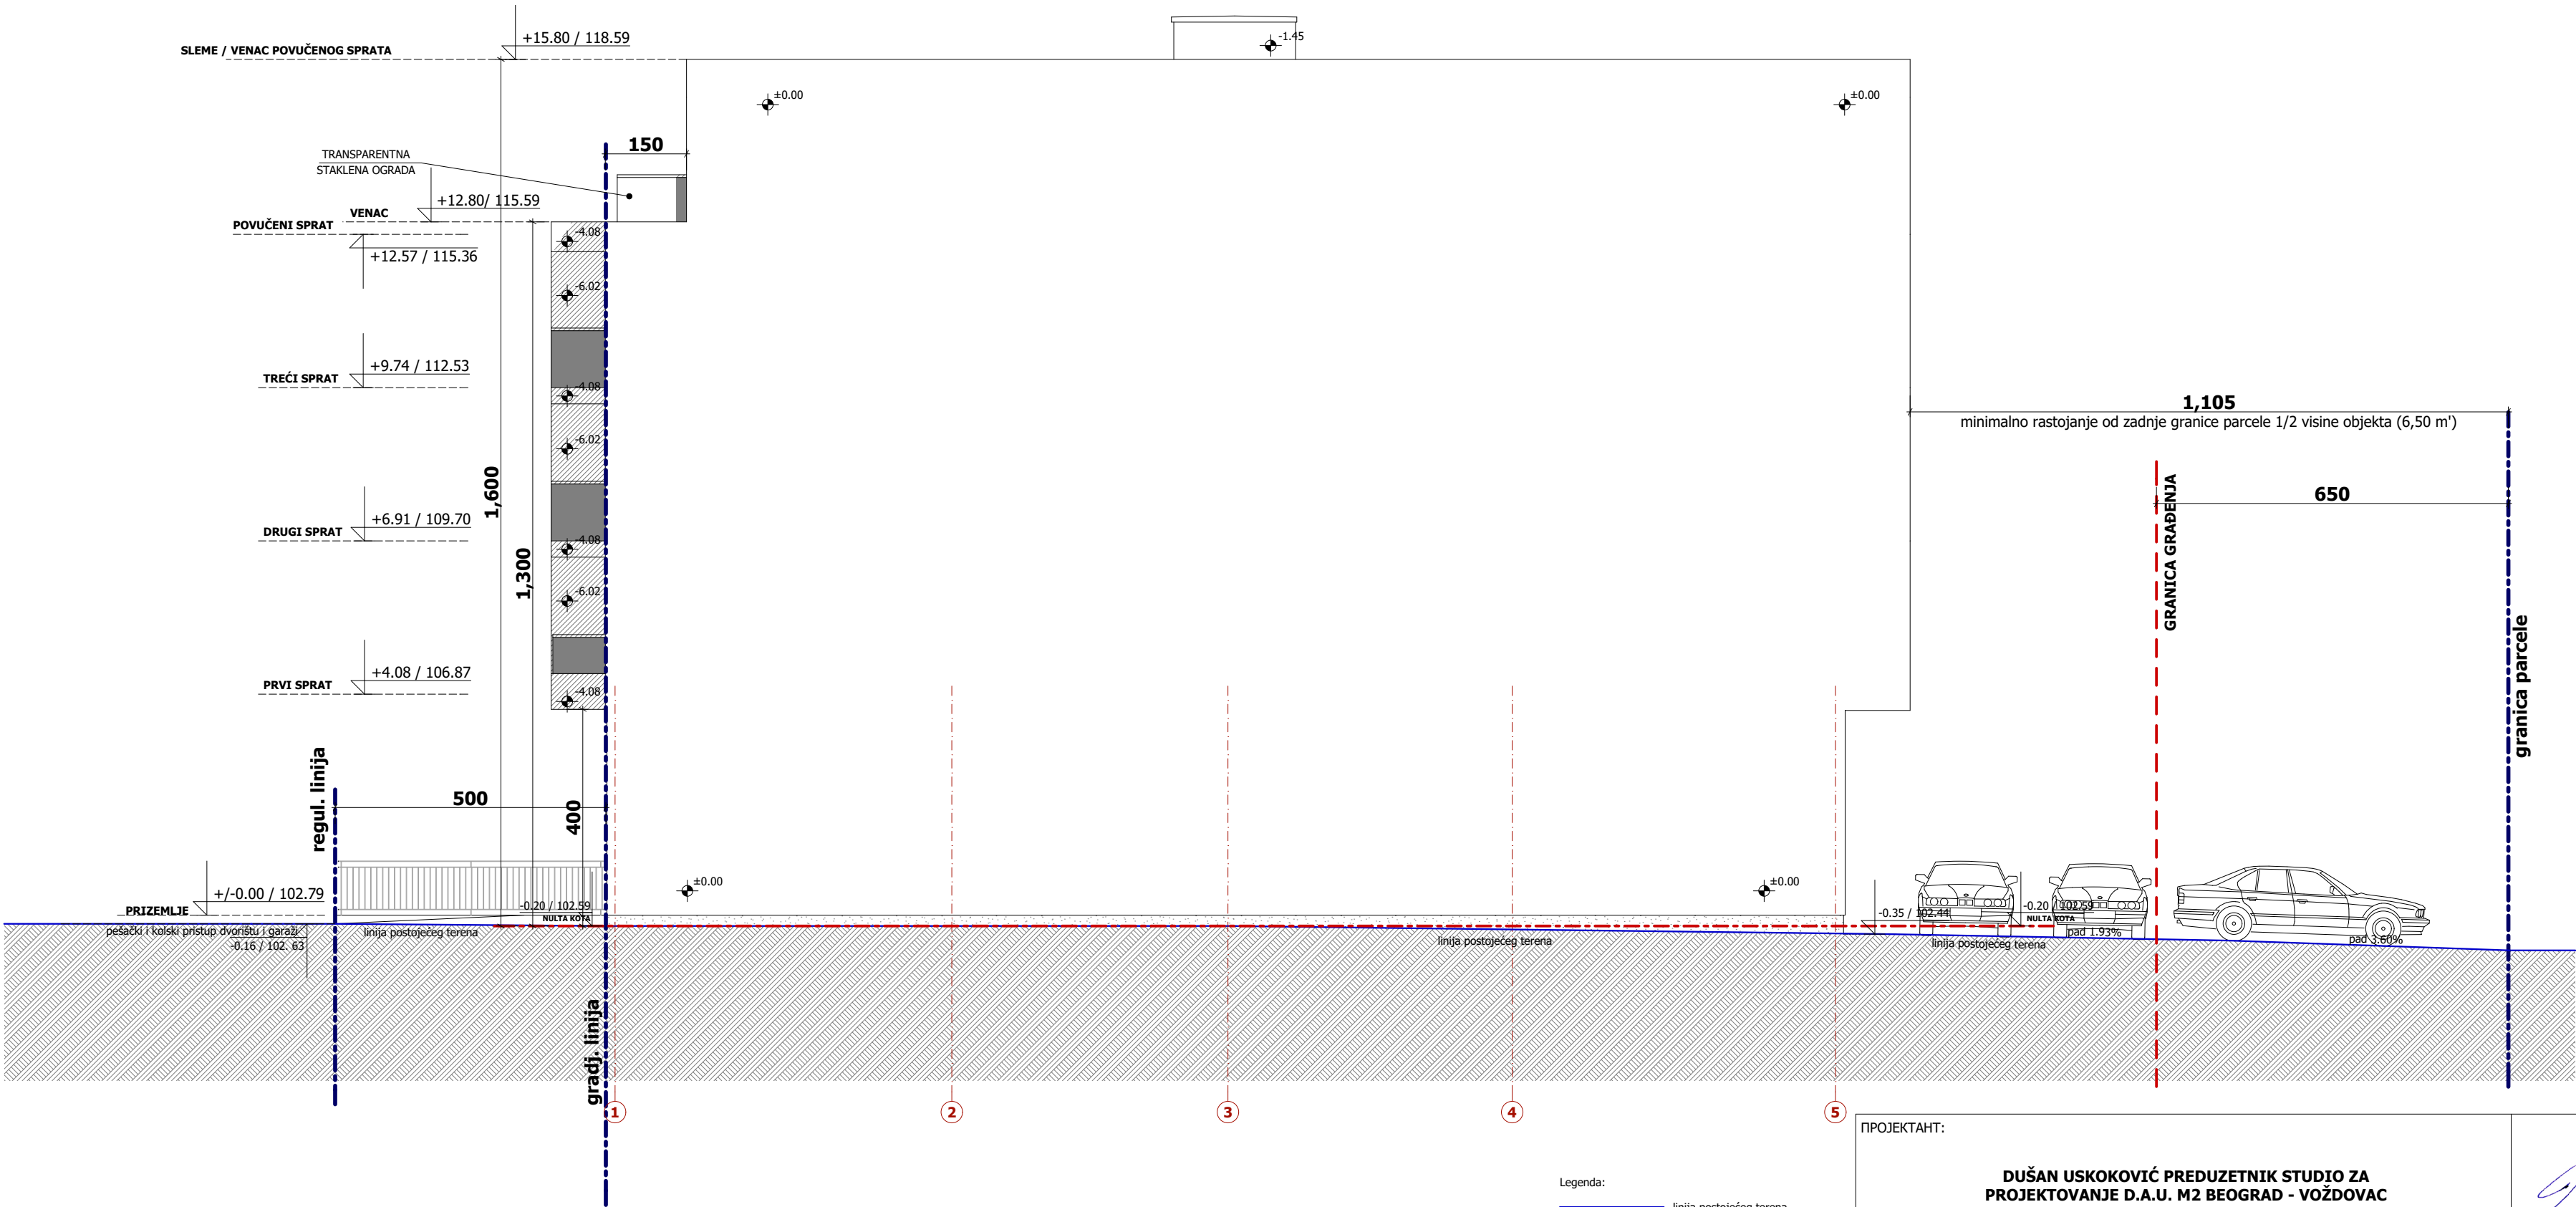 +15.80 / 118.59
SLEME / VENAC POVUČENOG SPRATA
-1.45
±0.00
±0.00
150
TRANSPARENTNA
STAKLENA OGRADA
+12.80/ 115.59
VENAC
POVUČENI SPRAT
-4.08
+12.57 / 115.36
-6.02
+9.74 / 112.53
TREĆI SPRAT
-4.08
1,105
minimalno rastojanje od zadnje granice parcele 1/2 visine objekta (6,50 m')
-6.02
1,600
GRANICA GRAĐENJA
650
+6.91 / 109.70
DRUGI SPRAT
-4.08
1,300
-6.02
granica parcele
+4.08 / 106.87
PRVI SPRAT
-4.08
regul. linija
500
400
±0.00
±0.00
+/-0.00 / 102.79
PRIZEMLJE
-0.20 / 102.59
NULTA KOTA
-0.35 / 102.44
-0.20 / 102.59
NULTA KOTA
pešački i kolski pristup dvorištu i garaži
-0.16 / 102. 63
linija postojećeg terena
linija postojećeg terena
linija postojećeg terena
pad 1.93%
pad 3.60%
gradj. linija
1
2
3
4
5
ПРОЈЕКТАНТ:
DUŠAN USKOKOVIĆ PREDUZETNIK STUDIO ZA
PROJEKTOVANJE D.A.U. M2 BEOGRAD - VOŽDOVAC
Legenda:
linija postojećeg terena